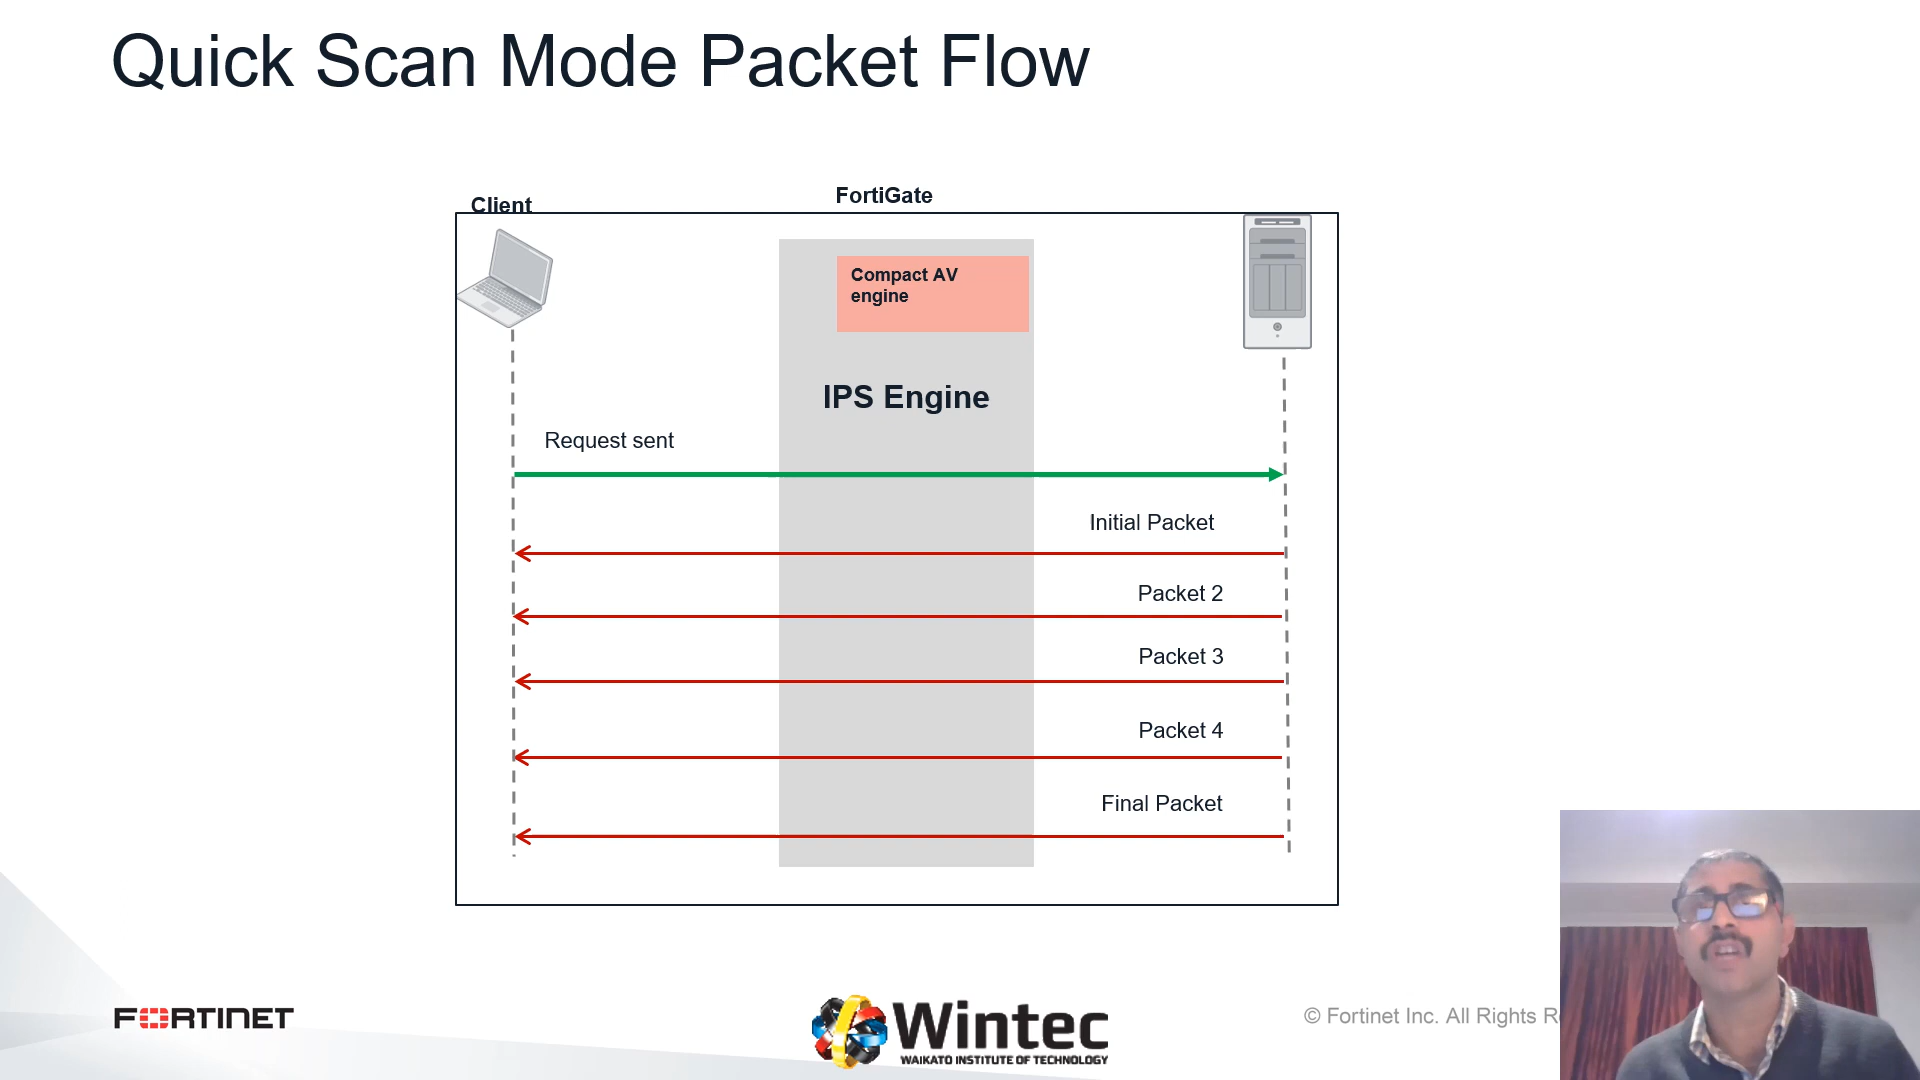 Quick Scan Mode Packet Flow
Client
FortiGate
Compact AV
engine
IPS Engine
Request sent
Initial Packet
Packet 2
Packet 3
Packet 4
Final Packet
FORTINET
Wintec
WAIKATO INSTITUTE OF TECHNOLOGY
© Fortinet Inc. All Rights